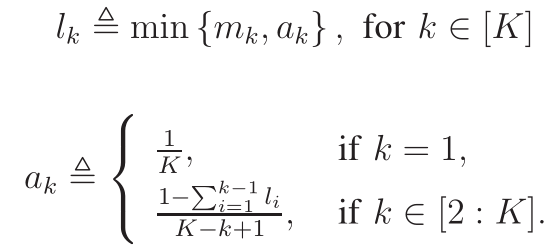 l_k ≜ min {m_k, a_k}, for k ∈ [K]
a_k ≜ { 1/K, if k = 1,
(1−∑_{i=1}^{k−1} l_i)/(K−k+1), if k ∈ [2 : K].